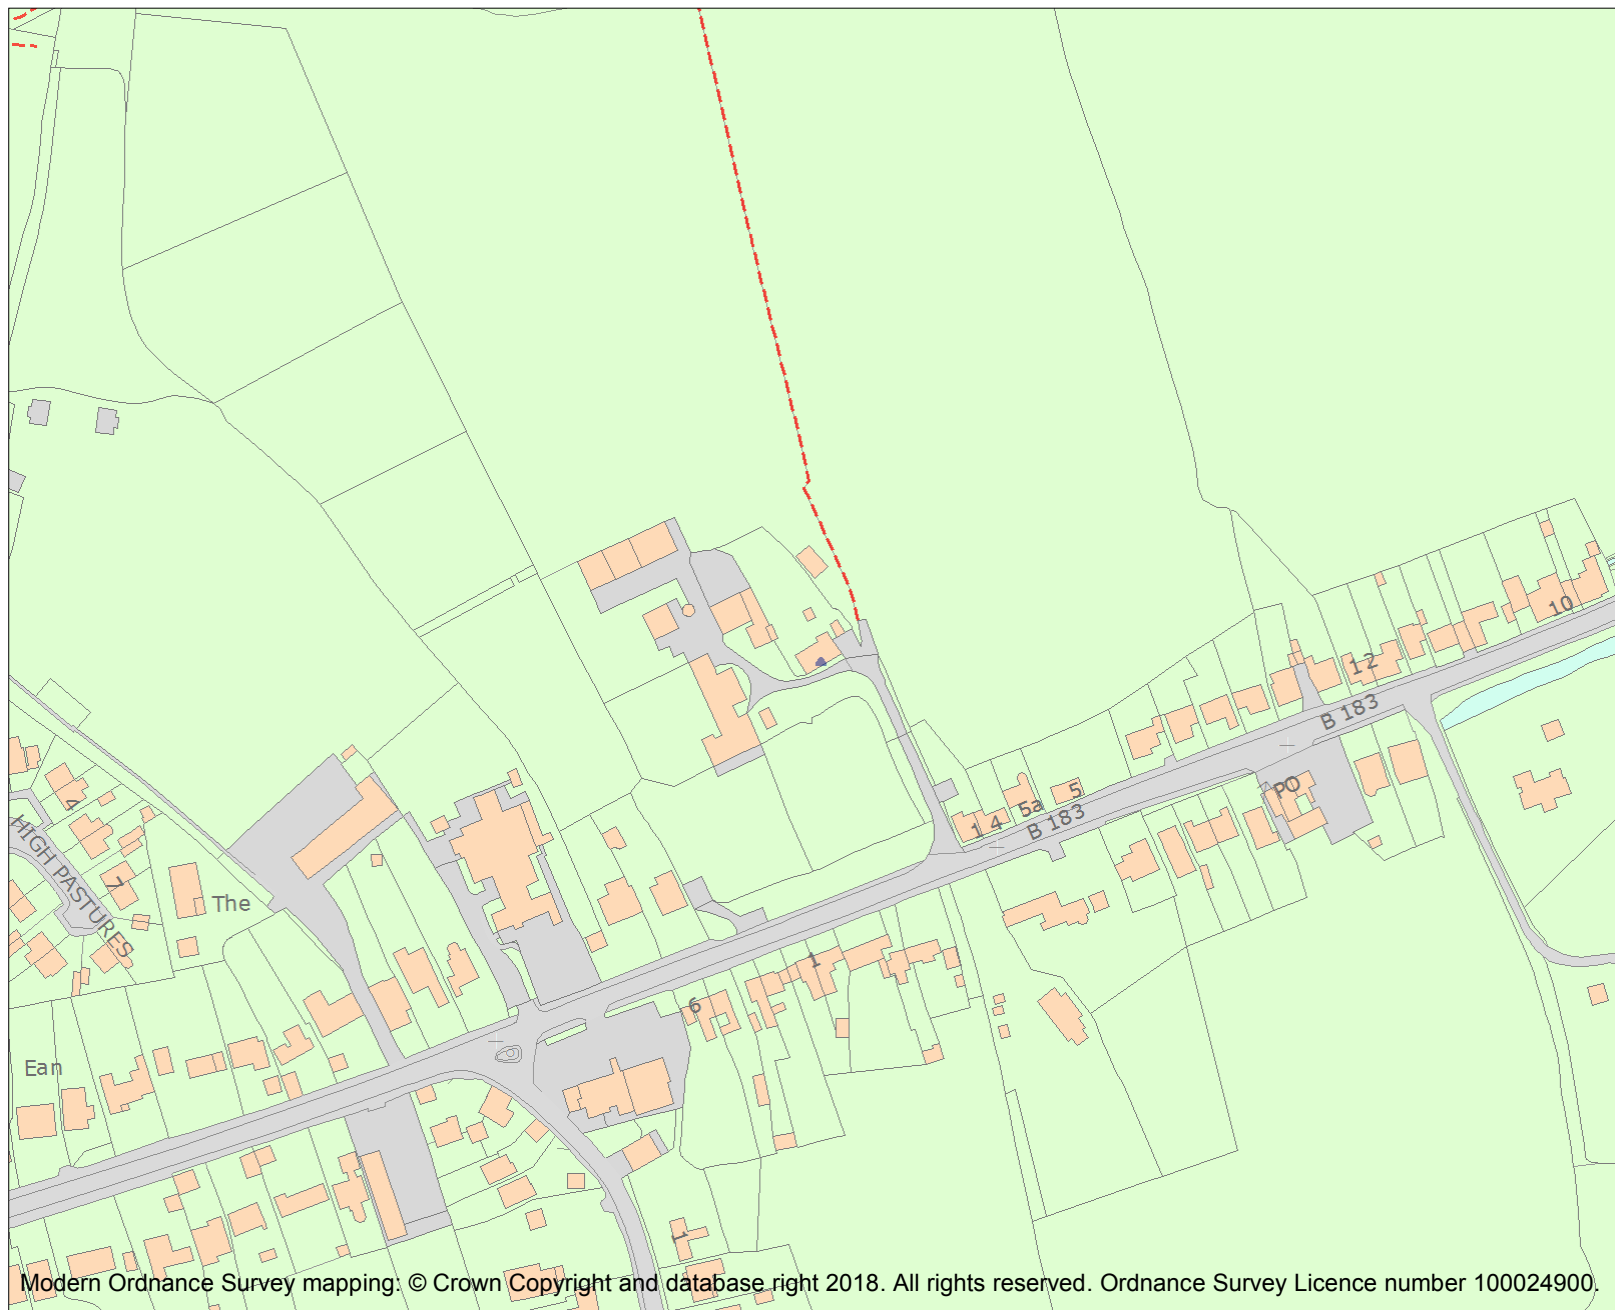 12
10
B 183
PO
5
5a
1 4
B 183
4
HIGH PASTURES
7
The
1
6
Ean
1
Modern Ordnance Survey mapping: © Crown Copyright and database right 2018. All rights reserved. Ordnance Survey Licence number 100024900.